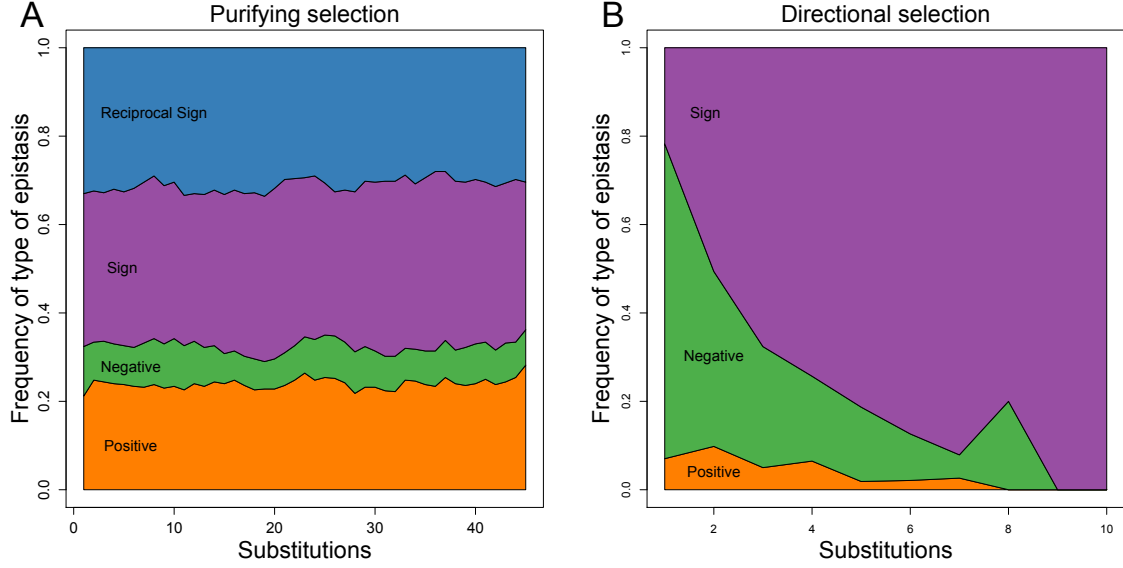 A
Purifying selection
Frequency of type of epistasis
1.0
0.8
0.6
0.4
0.2
0.0
Reciprocal Sign
Sign
Negative
Positive
0
10
20
30
40
Substitutions
B
Directional selection
Frequency of type of epistasis
1.0
0.8
0.6
0.4
0.2
0.0
Sign
Negative
Positive
2
4
6
8
10
Substitutions